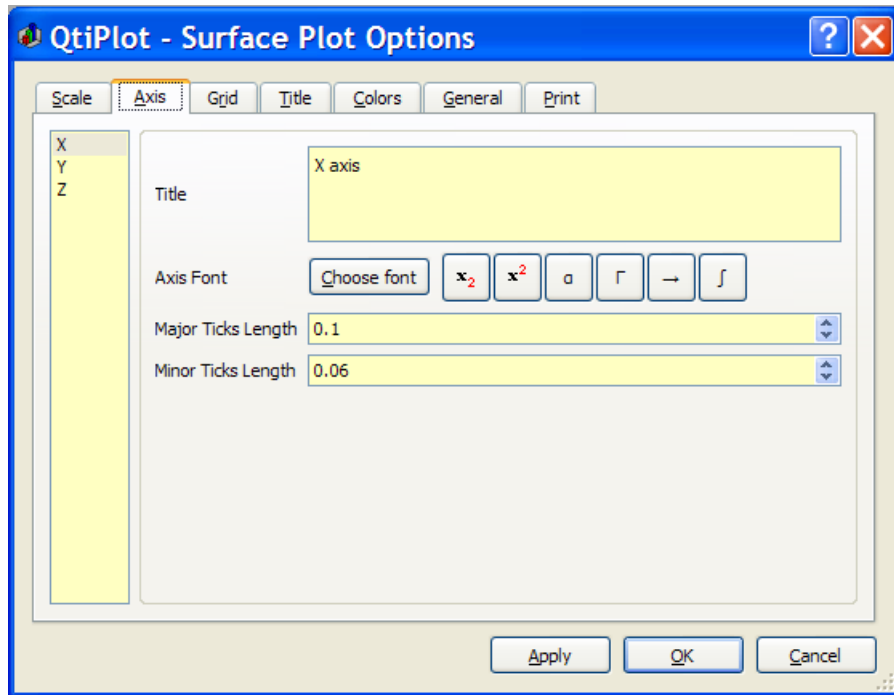 QtiPlot - Surface Plot Options
?
Scale Axis Grid Title Colors General Print
X
Y
Z
Title
X axis
Axis Font
Choose font
x₂ x² α Γ → ∫
Major Ticks Length 0.1
Minor Ticks Length 0.06
Apply OK Cancel